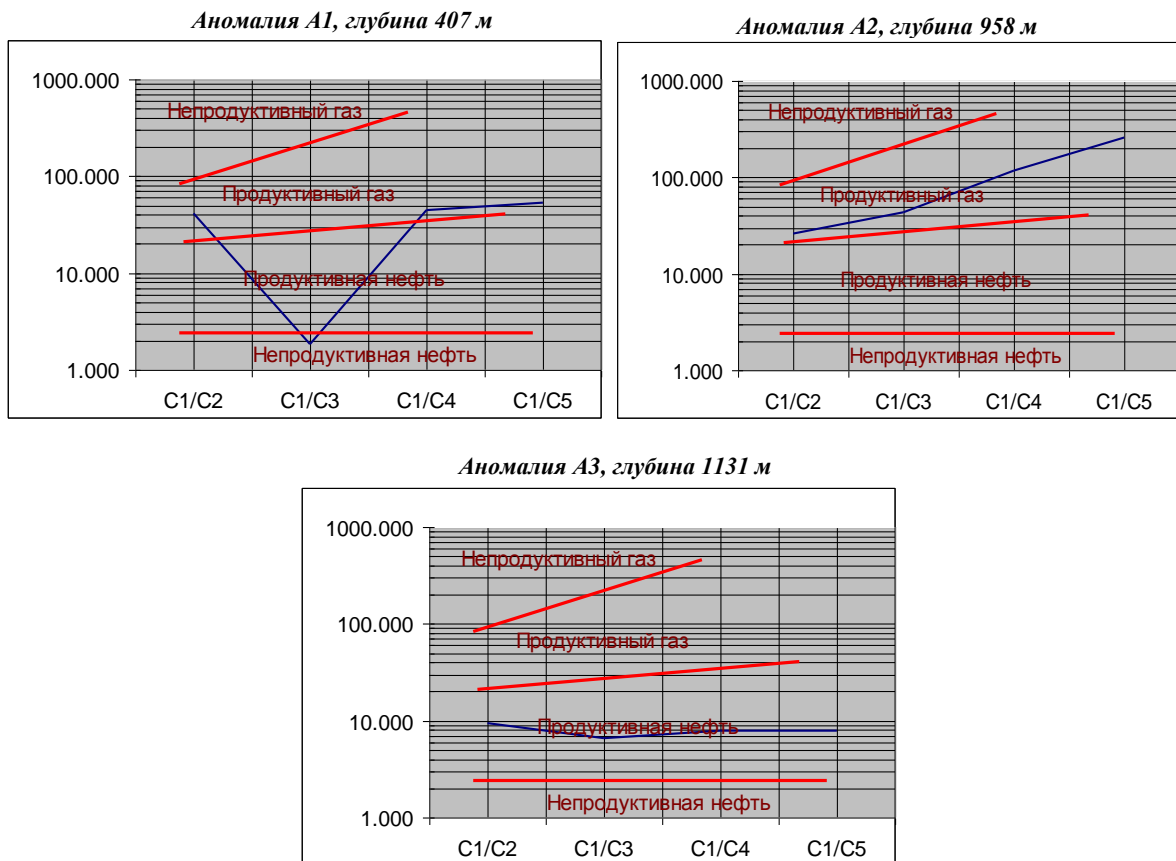 Аномалия А1, глубина 407 м
1000.000
100.000
10.000
1.000
Непродуктивный газ
Продуктивный газ
Продуктивная нефть
Непродуктивная нефть
C1/C2 C1/C3 C1/C4 C1/C5
Аномалия А2, глубина 958 м
1000.000
100.000
10.000
1.000
Непродуктивный газ
Продуктивный газ
Продуктивная нефть
Непродуктивная нефть
C1/C2 C1/C3 C1/C4 C1/C5
Аномалия А3, глубина 1131 м
1000.000
100.000
10.000
1.000
Непродуктивный газ
Продуктивный газ
Продуктивная нефть
Непродуктивная нефть
C1/C2 C1/C3 C1/C4 C1/C5